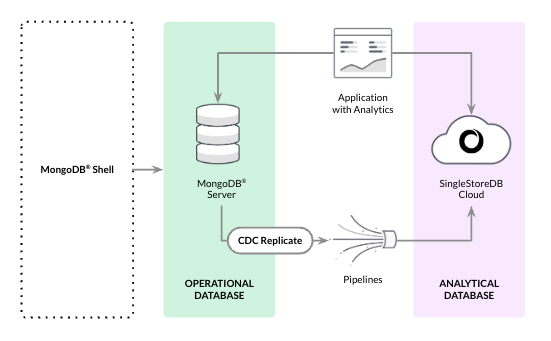 Application
with Analytics
MongoDB® Shell
MongoDB®
Server
SingleStoreDB
Cloud
CDC Replicate
Pipelines
OPERATIONAL
DATABASE
ANALYTICAL
DATABASE